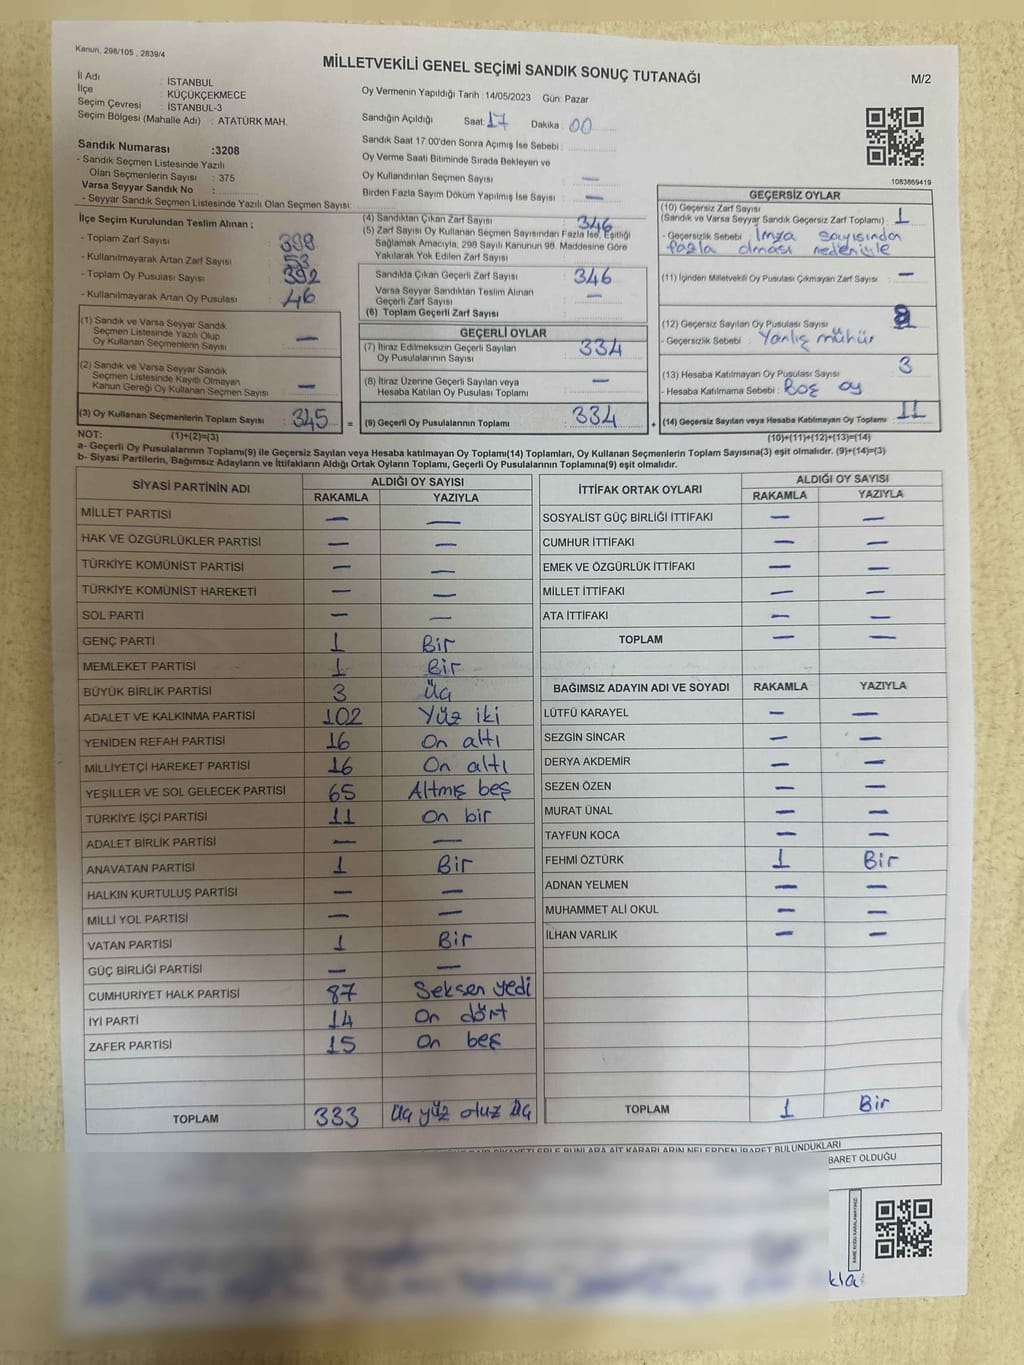 Kanun, 298/105 , 2839/4
MİLLETVEKİLİ GENEL SEÇİMİ SANDIK SONUÇ TUTANAĞI
M/2
İl Adı : İSTANBUL
İlçe : KÜÇÜKÇEKMECE
Seçim Çevresi : İSTANBUL-3
Seçim Bölgesi (Mahalle Adı) : ATATÜRK MAH.
Sandık Numarası :3208
- Sandık Seçmen Listesinde Yazılı
Olan Seçmenlerin Sayısı : 375
Varsa Seyyar Sandık No :
- Seyyar Sandık Seçmen Listesinde Yazılı Olan Seçmen Sayısı:
Oy Vermenin Yapıldığı Tarih :14/05/2023 Gün: Pazar
Sandığın Açıldığı Saat: 17 Dakika : 00
Sandık Saat 17:00'den Sonra Açımış İse Sebebi :
Oy Verme Saati Bitiminde Sırada Bekleyen ve
Oy Kullandırılan Seçmen Sayısı : —
Birden Fazla Sayım Döküm Yapılmış İse Sayısı : —
1083869419
İlçe Seçim Kurulundan Teslim Alınan ;
- Toplam Zarf Sayısı : 398
- Kullanılmayarak Artan Zarf Sayısı : 53
- Toplam Oy Pusulası Sayısı : 392
- Kullanılmayarak Artan Oy Pusulası : 46
(1) Sandık ve Varsa Seyyar Sandık
Seçmen Listesinde Yazılı Olup
Oy Kullanan Seçmenlerin Sayısı : —
(2) Sandık ve Varsa Seyyar Sandık
Seçmen Listesinde Kayıtlı Olmayan
Kanun Gereği Oy Kullanan Seçmen Sayısı : —
(3) Oy Kullanan Seçmenlerin Toplam Sayısı : 345
(4) Sandıktan Çıkan Zarf Sayısı : 346
(5) Zarf Sayısı Oy Kullanan Seçmen Sayısından Fazla İse, Eşitliği
Sağlamak Amacıyla, 298 Sayılı Kanunun 98. Maddesine Göre
Yakılarak Yok Edilen Zarf Sayısı :
Sandıkta Çıkan Geçerli Zarf Sayısı : 346
Varsa Seyyar Sandıktan Teslim Alınan
Geçerli Zarf Sayısı : —
(6) Toplam Geçerli Zarf Sayısı :
GEÇERLİ OYLAR
(7) İtiraz Edilmeksizin Geçerli Sayılan
Oy Pusulalarının Sayısı : 334
(8) İtiraz Üzerine Geçerli Sayılan veya
Hesaba Katılan Oy Pusulaları Toplamı : —
= (9) Geçerli Oy Pusulalarının Toplamı : 334
GEÇERSİZ OYLAR
(10) Geçersiz Zarf Sayısı
(Sandık ve Varsa Seyyar Sandık Geçersiz Zarf Toplamı) : 1
- Geçersizlik Sebebi : İmza sayısından
fazla olması nedeniyle
(11) İçinden Milletvekili Oy Pusulası Çıkmayan Zarf Sayısı : —
(12) Geçersiz Sayılan Oy Pusulası Sayısı
- Geçersizlik Sebebi : Yanlış mühür
(13) Hesaba Katılmayan Oy Pusulası Sayısı : 3
- Hesaba Katılmama Sebebi : Boş oy
+ (14) Geçersiz Sayılan veya Hesaba Katılmayan Oy Toplamı : 11
NOT: (1)+(2)=(3) (10)+(11)+(12)+(13)=(14)
a- Geçerli Oy Pusulalarının Toplamı(9) ile Geçersiz Sayılan veya Hesaba katılmayan Oy Toplamı(14) Toplamları, Oy Kullanan Seçmenlerin Toplam Sayısına(3) eşit olmalıdır. (9)+(14)=(3)
b- Siyasi Partilerin, Bağımsız Adayların ve İttifakların Aldığı Ortak Oyların Toplamı, Geçerli Oy Pusulalarının Toplamına(9) eşit olmalıdır.
SİYASİ PARTİNİN ADI ALDIĞI OY SAYISI
RAKAMLA YAZIYLA
MİLLET PARTİSİ — —
HAK VE ÖZGÜRLÜKLER PARTİSİ — —
TÜRKİYE KOMÜNİST PARTİSİ — —
TÜRKİYE KOMÜNİST HAREKETİ — —
SOL PARTİ — —
GENÇ PARTİ 1 Bir
MEMLEKET PARTİSİ 1 Bir
BÜYÜK BİRLİK PARTİSİ 3 Üç
ADALET VE KALKINMA PARTİSİ 102 Yüz iki
YENİDEN REFAH PARTİSİ 16 On altı
MİLLİYETÇİ HAREKET PARTİSİ 16 On altı
YEŞİLLER VE SOL GELECEK PARTİSİ 65 Altmış beş
TÜRKİYE İŞÇİ PARTİSİ 11 On bir
ADALET BİRLİK PARTİSİ — —
ANAVATAN PARTİSİ 1 Bir
HALKIN KURTULUŞ PARTİSİ — —
MİLLİ YOL PARTİSİ — —
VATAN PARTİSİ 1 Bir
GÜÇ BİRLİĞİ PARTİSİ — —
CUMHURİYET HALK PARTİSİ 87 Seksen yedi
İYİ PARTİ 14 On dört
ZAFER PARTİSİ 15 On beş
TOPLAM 333 Üç yüz otuz üç
İTTİFAK ORTAK OYLARI ALDIĞI OY SAYISI
RAKAMLA YAZIYLA
SOSYALİST GÜÇ BİRLİĞİ İTTİFAKI — —
CUMHUR İTTİFAKI — —
EMEK VE ÖZGÜRLÜK İTTİFAKI — —
MİLLET İTTİFAKI — —
ATA İTTİFAKI — —
TOPLAM — —
BAĞIMSIZ ADAYIN ADI VE SOYADI RAKAMLA YAZIYLA
LÜTFÜ KARAYEL — —
SEZGİN SİNCAR — —
DERYA AKDEMİR — —
SEZEN ÖZEN — —
MURAT ÜNAL — —
TAYFUN KOCA — —
FEHMİ ÖZTÜRK 1 Bir
ADNAN YELMEN — —
MUHAMMET ALİ OKUL — —
İLHAN VARLIK — —
TOPLAM 1 Bir
BULUNDUKLARI
BARET OLDUĞU
kla